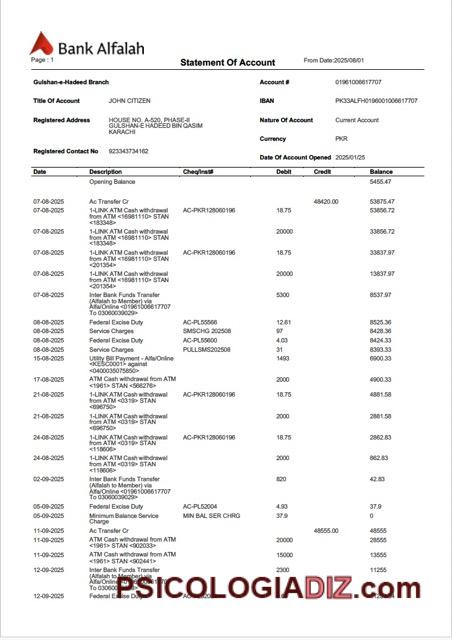 Bank Alfalah
Page : 1
Statement Of Account
From Date:2025/08/01
Gulshan-e-Hadeed Branch
Account # 01961006617707
Title Of Account JOHN CITIZEN
IBAN PK33ALFH0196001006617707
Registered Address HOUSE NO. A-520, PHASE-II
GULSHAN-E HADEED BIN QASIM
KARACHI
Nature Of Account Current Account
Currency PKR
Registered Contact No 923343734162
Date Of Account Opened 2025/01/25
Date Description Cheq/Inst# Debit Credit Balance
Opening Balance 5455.47
07-08-2025 Ac Transfer Cr 48420.00 53875.47
07-08-2025 1-LINK ATM Cash withdrawal AC-PKR128060196 18.75 53856.72
from ATM <16981110> STAN
<183348>
07-08-2025 1-LINK ATM Cash withdrawal 20000 33856.72
from ATM <16981110> STAN
<183348>
07-08-2025 1-LINK ATM Cash withdrawal AC-PKR128060196 18.75 33837.97
from ATM <16981110> STAN
<201354>
07-08-2025 1-LINK ATM Cash withdrawal 20000 13837.97
from ATM <16981110> STAN
<201354>
07-08-2025 Inter Bank Funds Transfer 5300 8537.97
(Alfalah to Member) via
Alfa/Online <01961006617707
To 03060039029>
08-08-2025 Federal Excise Duty AC-PL55566 12.61 8525.36
08-08-2025 Service Charges SMSCHG 202508 97 8428.36
08-08-2025 Federal Excise Duty AC-PL55600 4.03 8424.33
08-08-2025 Service Charges PULLSMS202508 31 8393.33
15-08-2025 Utility Bill Payment - Alfa/Online 1493 6900.33
<KESC0001> against
<0400035075850>
17-08-2025 ATM Cash withdrawal from ATM 2000 4900.33
<1961> STAN <566276>
21-08-2025 1-LINK ATM Cash withdrawal AC-PKR128060196 18.75 4881.58
from ATM <0319> STAN
<696750>
21-08-2025 1-LINK ATM Cash withdrawal 2000 2881.58
from ATM <0319> STAN
<696750>
24-08-2025 1-LINK ATM Cash withdrawal AC-PKR128060196 18.75 2862.83
from ATM <0319> STAN
<118606>
24-08-2025 1-LINK ATM Cash withdrawal 2000 862.83
from ATM <0319> STAN
<118606>
02-09-2025 Inter Bank Funds Transfer 820 42.83
(Alfalah to Member) via
Alfa/Online <01961006617707
To 03060039029>
05-09-2025 Federal Excise Duty AC-PL52004 4.93 37.9
05-09-2025 Minimum Balance Service MIN BAL SER CHRG 37.9 0
Charge
11-09-2025 Ac Transfer Cr 48555.00 48555
11-09-2025 ATM Cash withdrawal from ATM 20000 28555
<1961> STAN <902033>
11-09-2025 ATM Cash withdrawal from ATM 15000 13555
<1961> STAN <902441>
12-09-2025 Inter Bank Funds Transfer 2300 11255
(Alfalah to Member) via
12-09-2025 Federal Excise Duty
PSICOLOGIADIZ.com